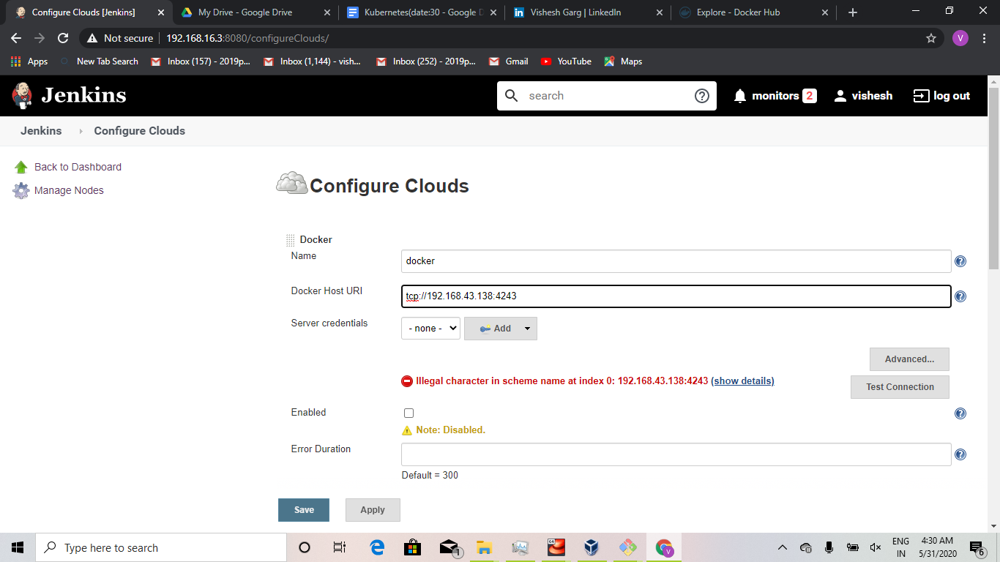 Configure Clouds [Jenkins]
My Drive - Google Drive
Kubernetes(date:30 - Google D
Vishesh Garg | LinkedIn
Explore - Docker Hub
Not secure
192.168.16.3:8080/configureClouds/
V
Apps
New Tab Search
Inbox (157) - 2019p...
Inbox (1,144) - vish...
Inbox (252) - 2019p...
Gmail
YouTube
Maps
Jenkins
search
monitors 2
vishesh
log out
Jenkins
Configure Clouds
Back to Dashboard
Manage Nodes
Configure Clouds
Docker
Name
docker
Docker Host URI
tcp://192.168.43.138:4243
Server credentials
- none -
Add
Advanced...
Illegal character in scheme name at index 0: 192.168.43.138:4243 (show details)
Test Connection
Enabled
Note: Disabled.
Error Duration
Default = 300
Save
Apply
Type here to search
1
V
ENG
IN
4:30 AM
5/31/2020
6